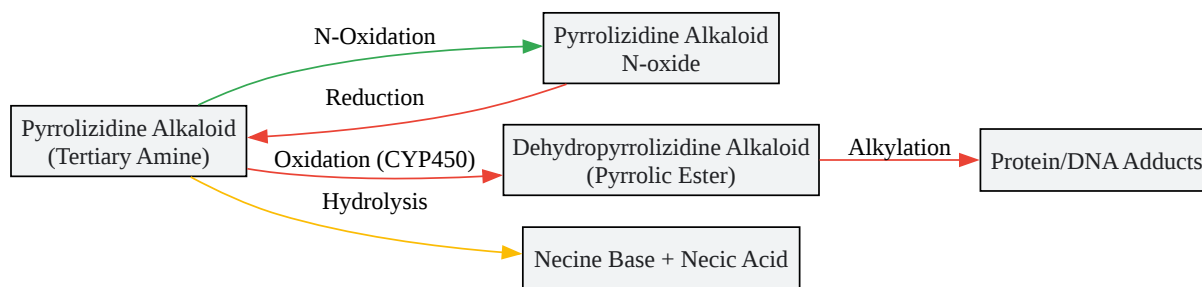 N-Oxidation
Pyrrolizidine Alkaloid
N-oxide
Reduction
Pyrrolizidine Alkaloid
(Tertiary Amine)
Oxidation (CYP450)
Dehydropyrrolizidine Alkaloid
(Pyrrolic Ester)
Alkylation
Protein/DNA Adducts
Hydrolysis
Necine Base + Necic Acid